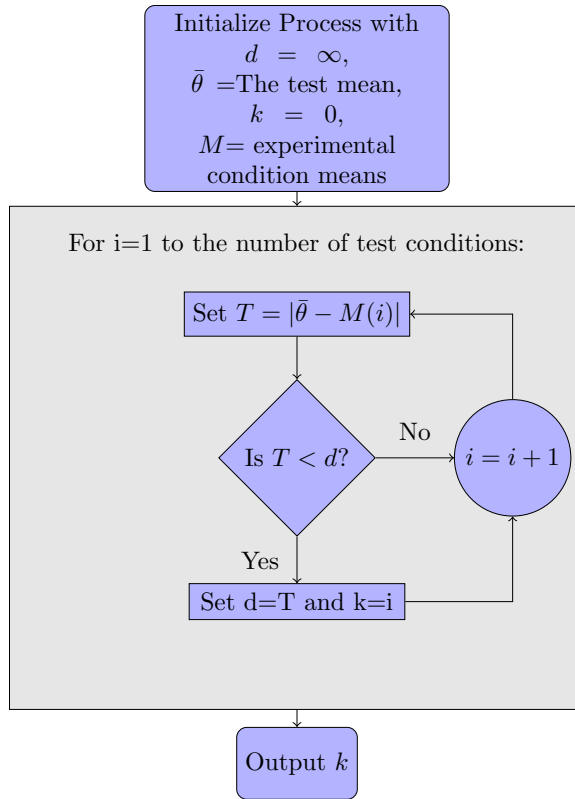 Initialize Process with
d = ∞,
θ̄ =The test mean,
k = 0,
M= experimental
condition means
For i=1 to the number of test conditions:
Set T = |θ̄ − M(i)|
Is T < d?
No
i = i + 1
Yes
Set d=T and k=i
Output k